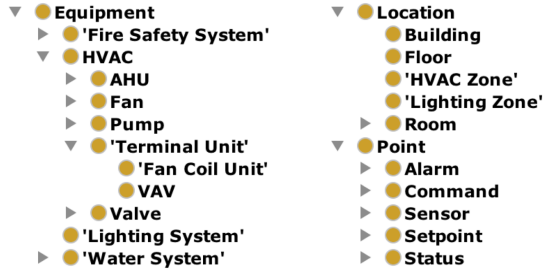 Equipment
'Fire Safety System'
HVAC
AHU
Fan
Pump
'Terminal Unit'
'Fan Coil Unit'
VAV
Valve
'Lighting System'
'Water System'
Location
Building
Floor
'HVAC Zone'
'Lighting Zone'
Room
Point
Alarm
Command
Sensor
Setpoint
Status